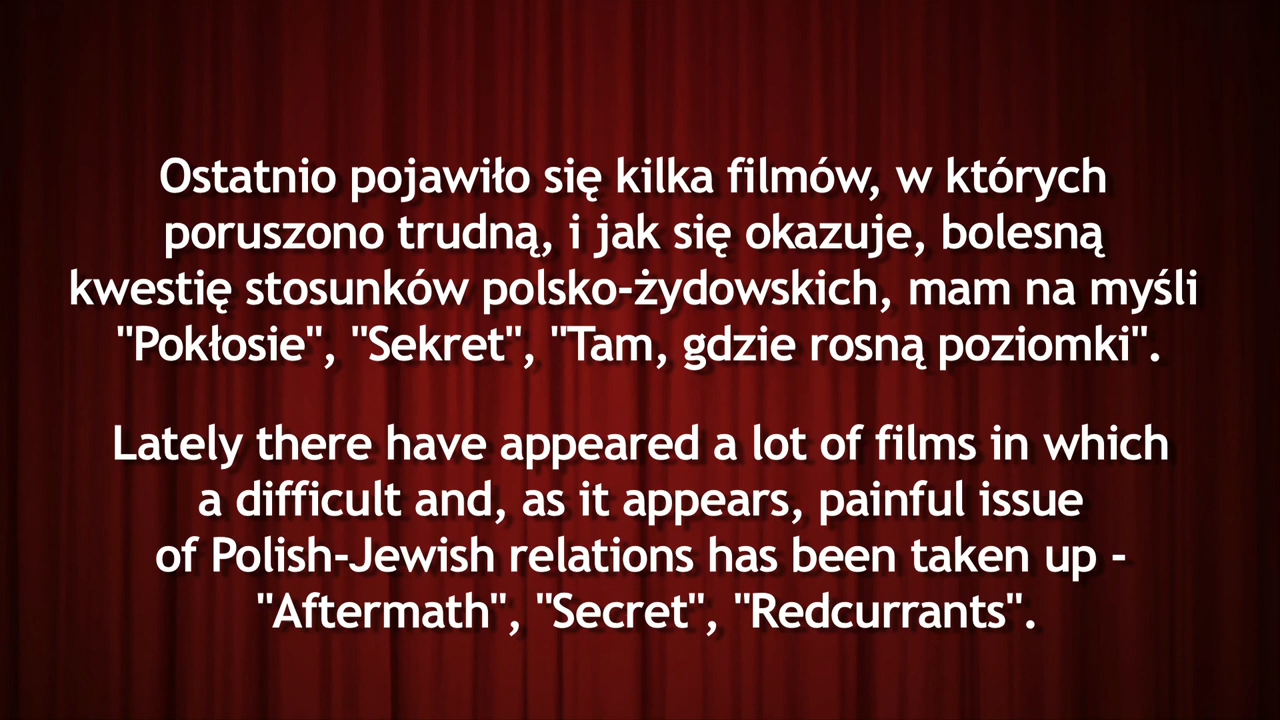 Ostatnio pojawiło się kilka filmów, w których
poruszono trudną, i jak się okazuje, bolesną
kwestię stosunków polsko-żydowskich, mam na myśli
"Pokłosie", "Sekret", "Tam, gdzie rosną poziomki".
Lately there have appeared a lot of films in which
a difficult and, as it appears, painful issue
of Polish-Jewish relations has been taken up -
"Aftermath", "Secret", "Redcurrants".